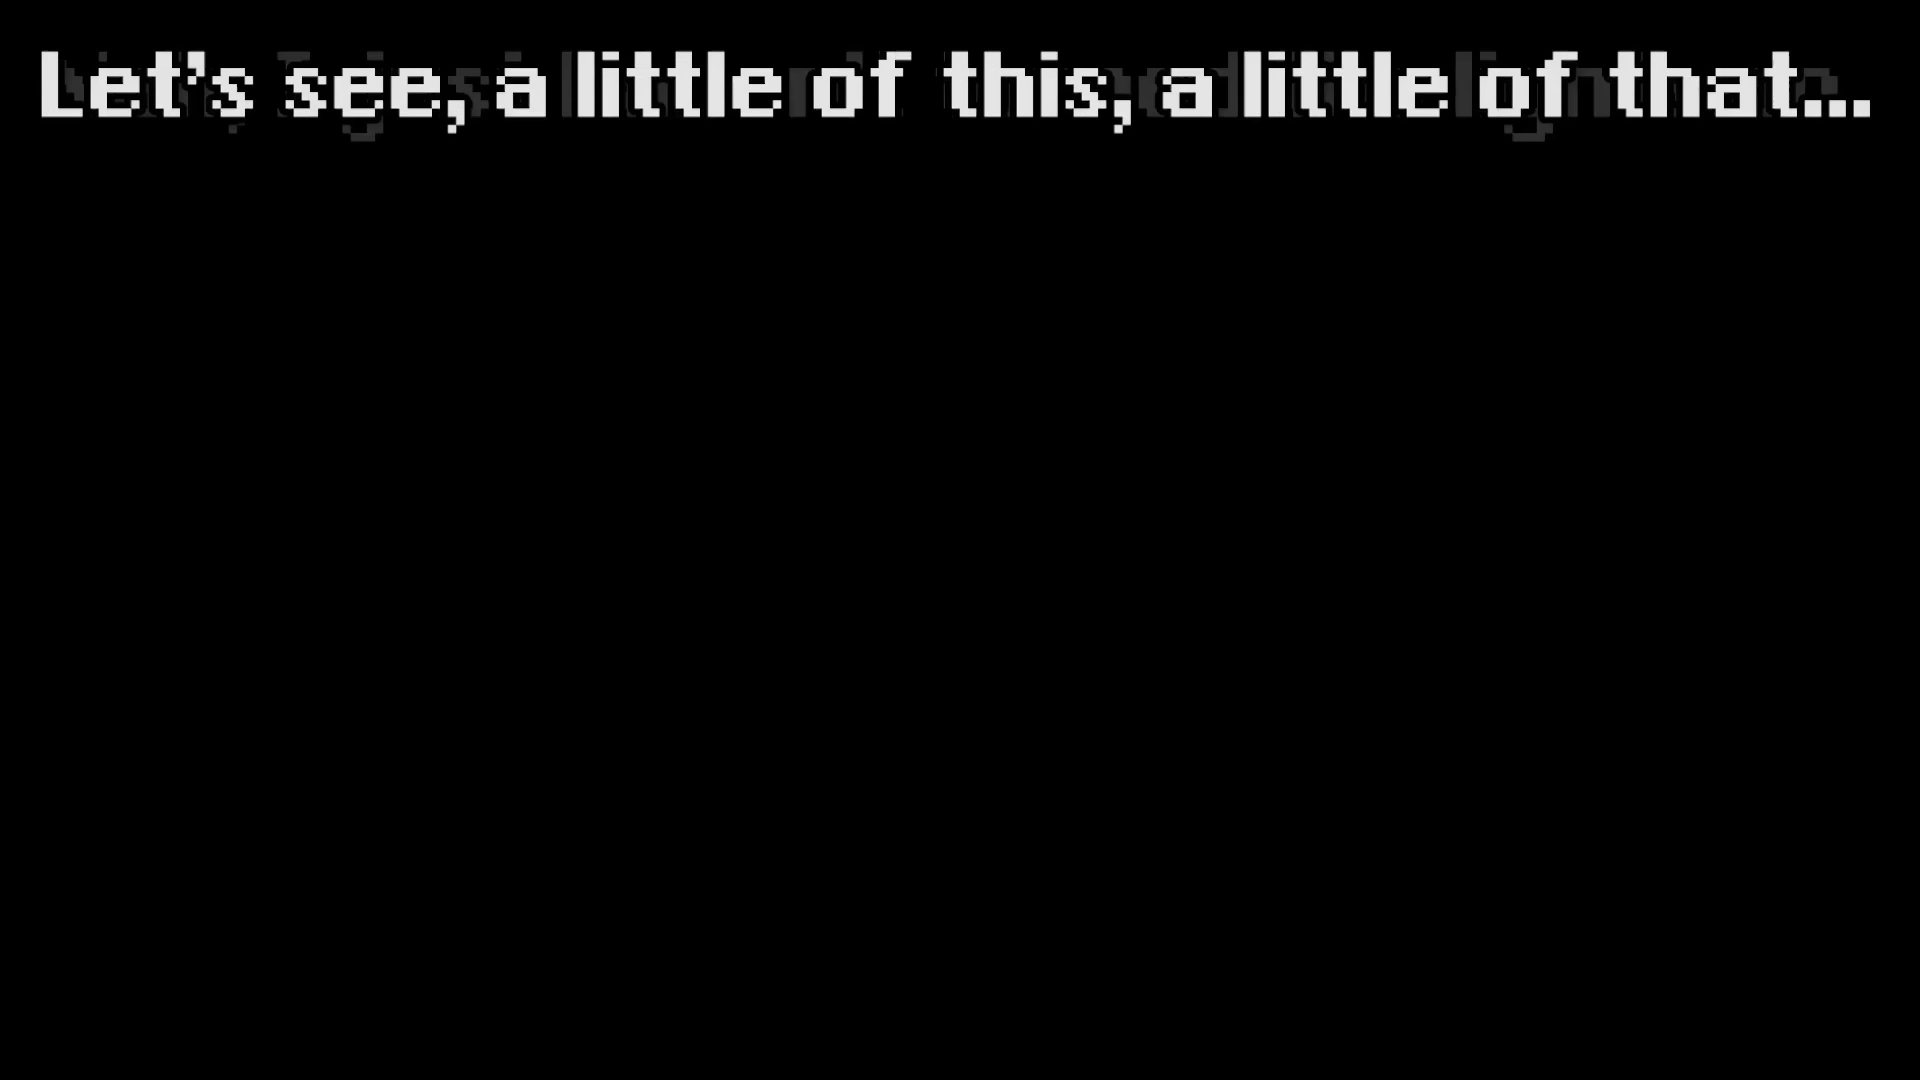 Let's see, a little of this, a little of that...